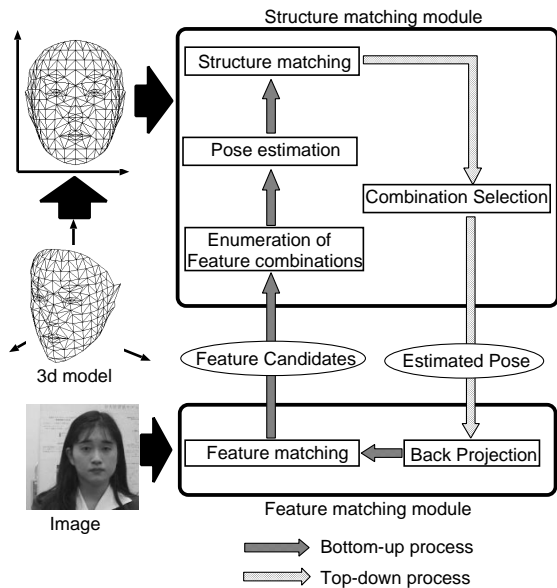 Structure matching module
Structure matching
Pose estimation
Combination Selection
Enumeration of
Feature combinations
Feature Candidates
Estimated Pose
3d model
Feature matching
Back Projection
Image
Feature matching module
Bottom-up process
Top-down process